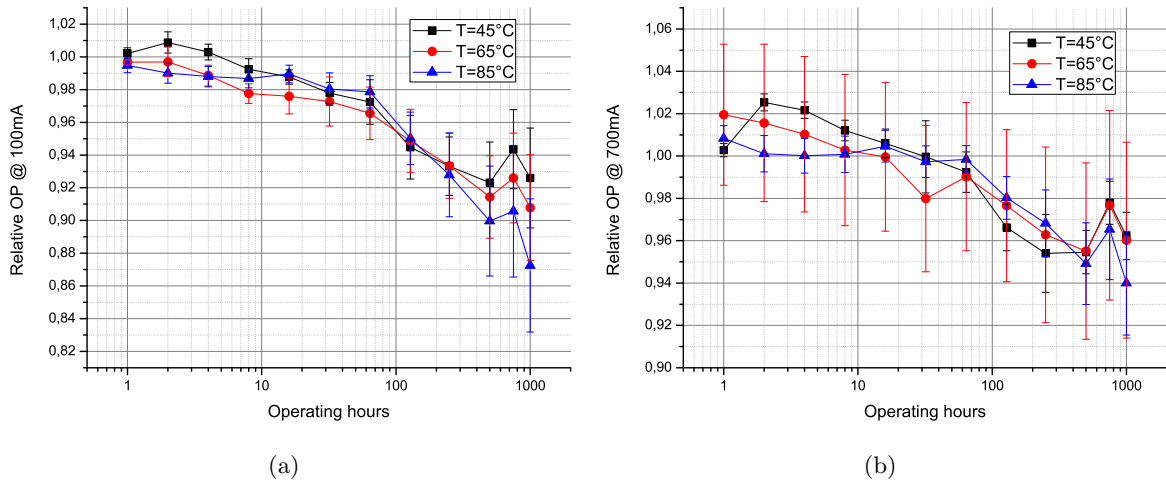 1,02
1,00
0,98
0,96
0,94
0,92
0,90
0,88
0,86
0,84
0,82
Relative OP @ 100mA
T=45°C
T=65°C
T=85°C
1
10
100
1000
Operating hours
(a)
1,06
1,04
1,02
1,00
0,98
0,96
0,94
0,92
0,90
Relative OP @ 700mA
T=45°C
T=65°C
T=85°C
1
10
100
1000
Operating hours
(b)